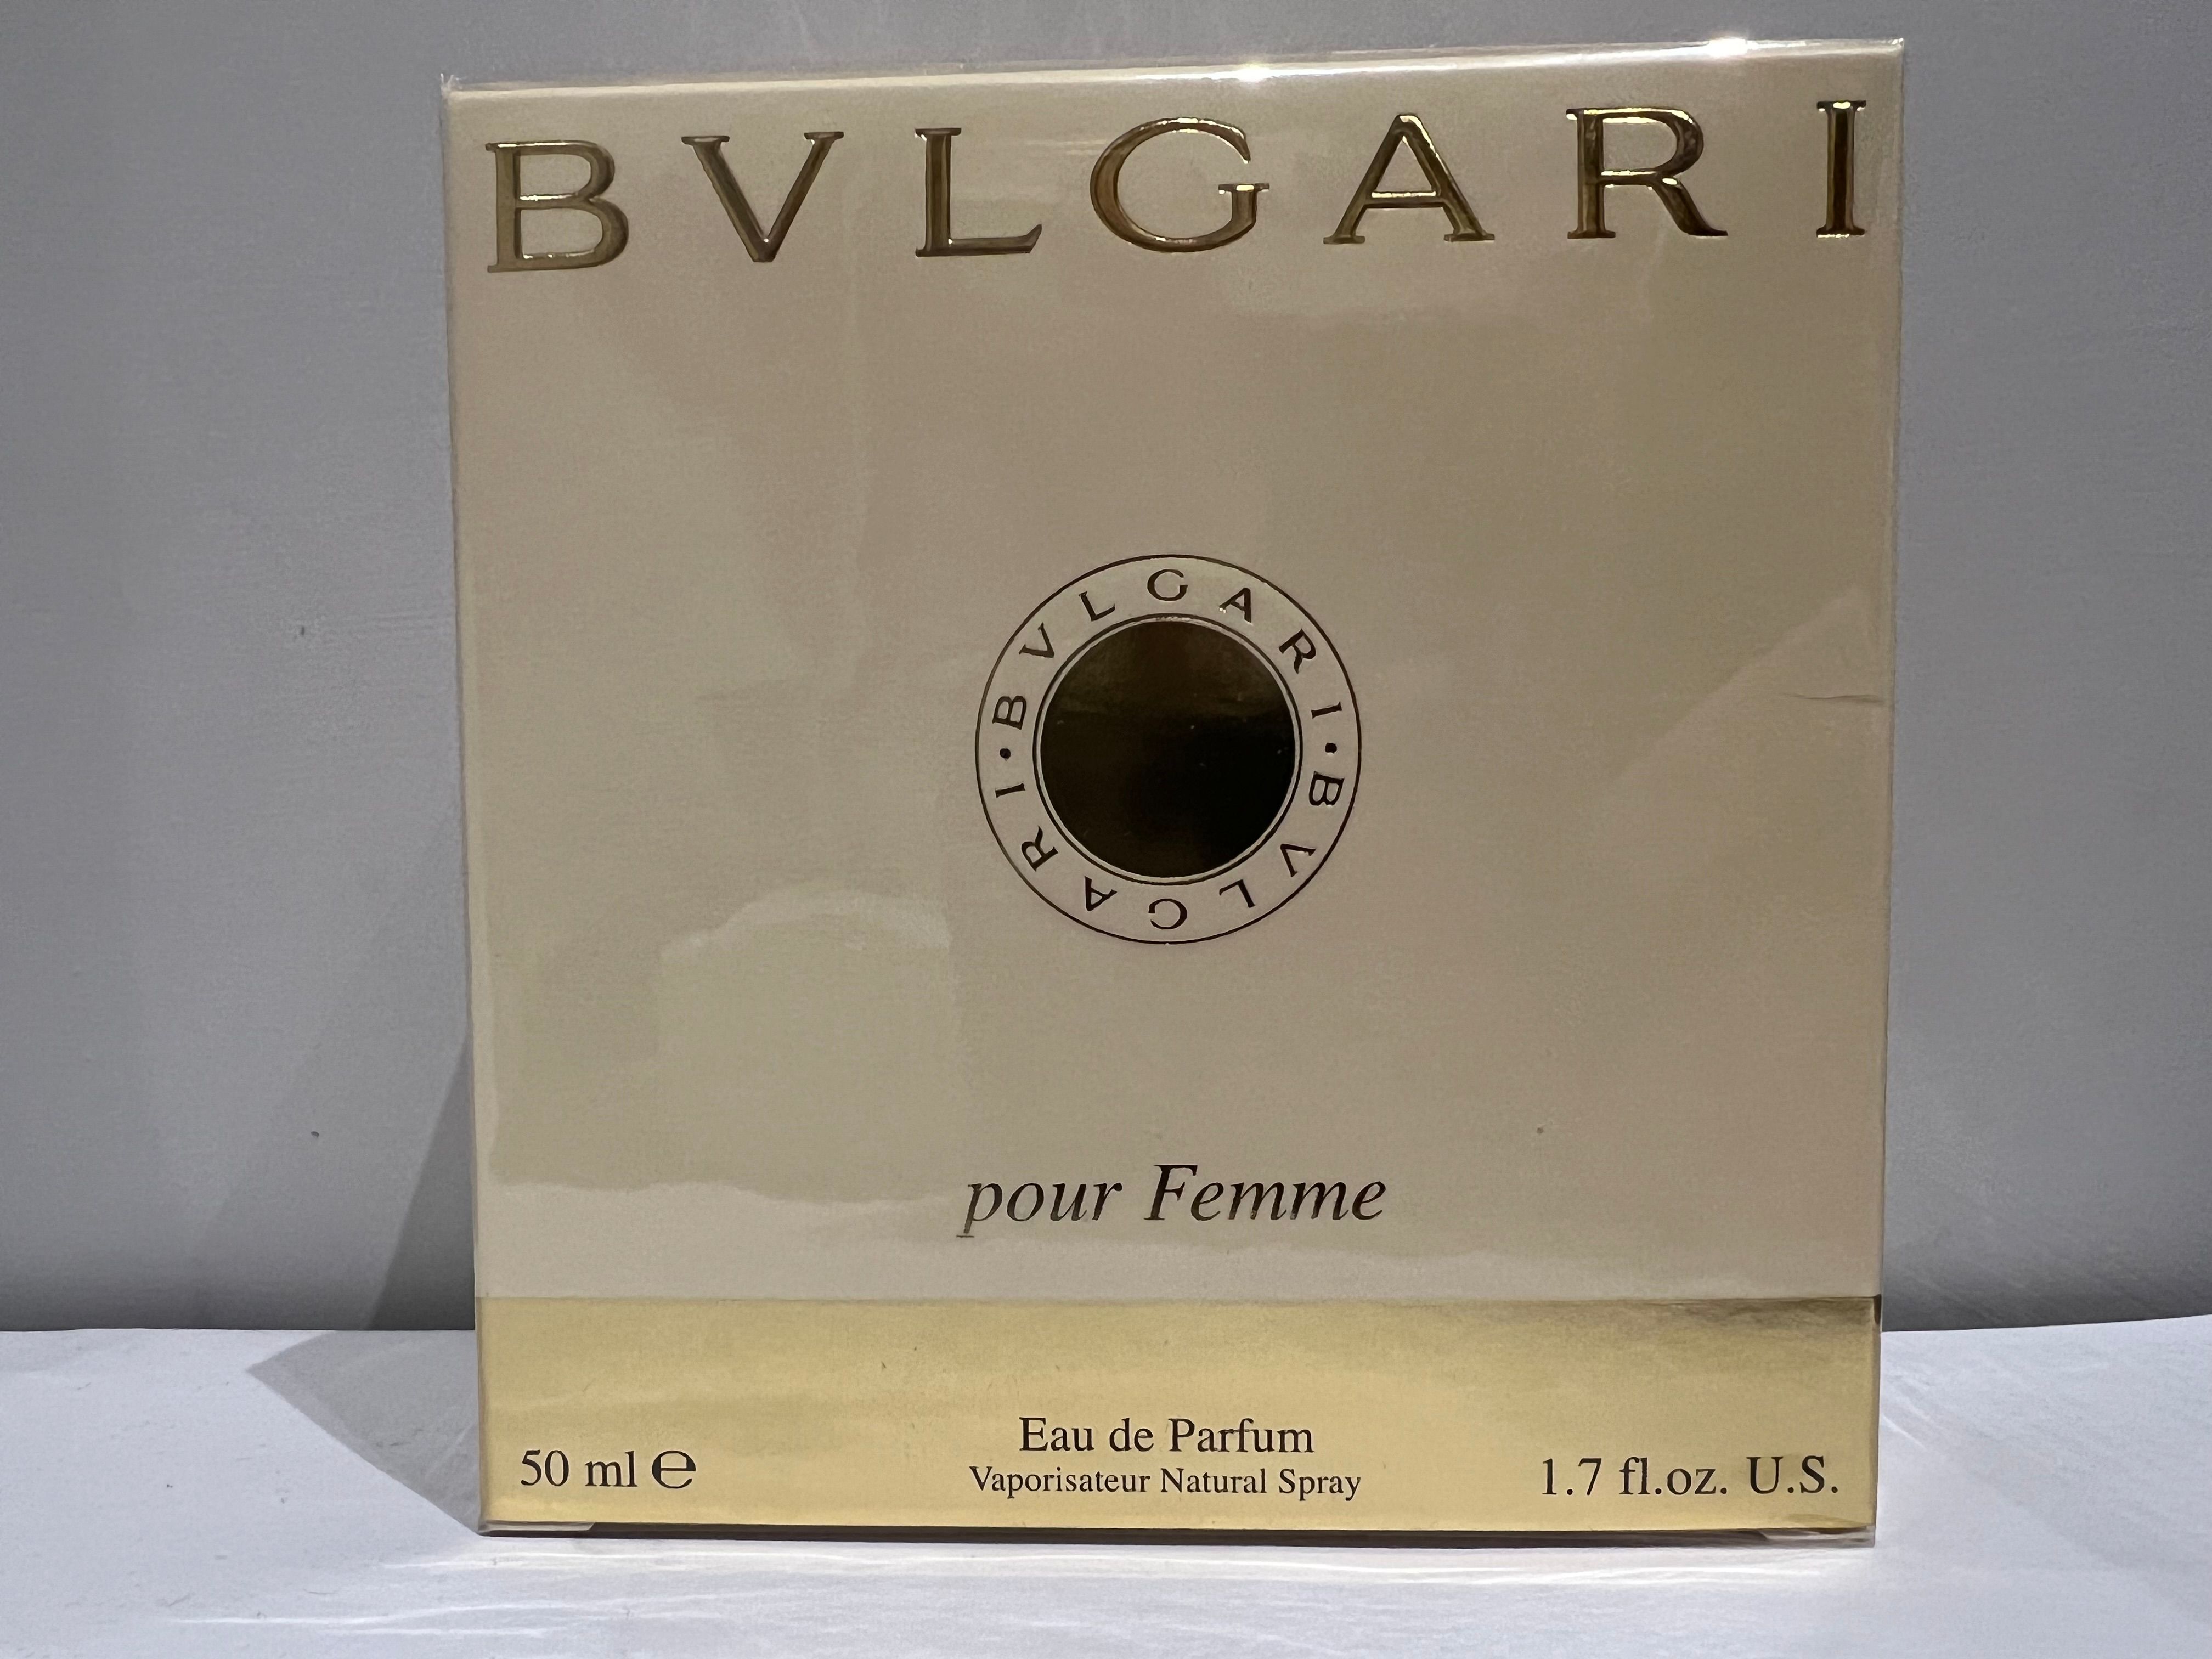 BVLGARI
BVLGARI • BVLGARI •
pour Femme
Eau de Parfum
50 ml ℮
Vaporisateur Natural Spray
1.7 fl.oz. U.S.